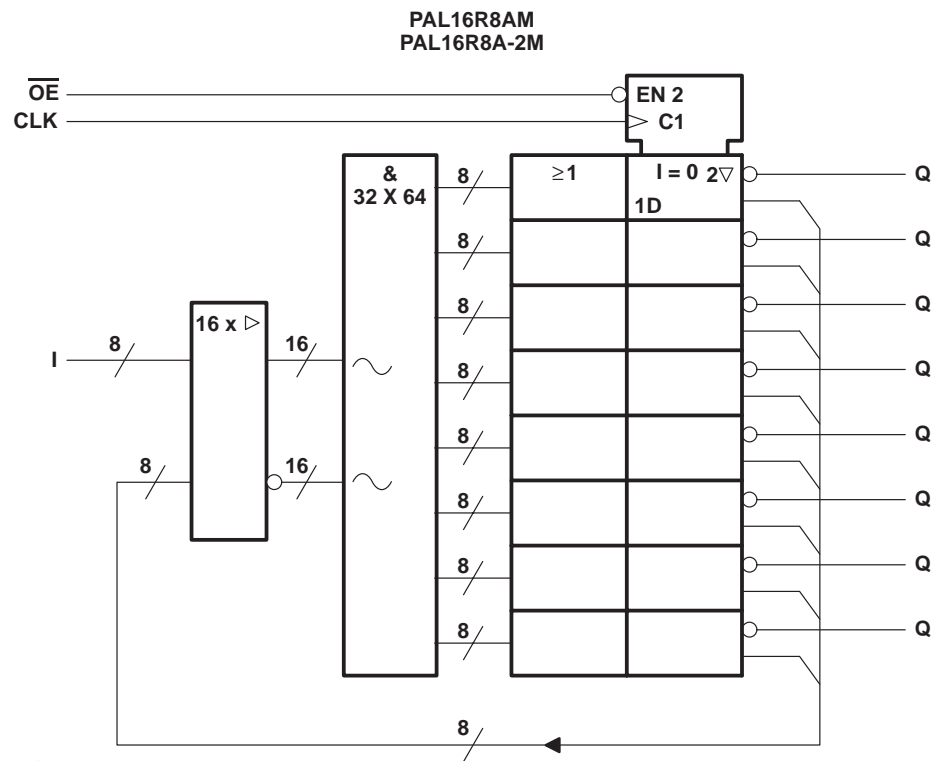 PAL16R8AM
PAL16R8A-2M
OE
CLK
EN 2
C1
&
32 X 64
8
≥1
I = 0 2▽
1D
Q
8
Q
8
Q
16 x ▷
I
8
16
8
Q
8
Q
8
16
8
Q
8
Q
8
Q
8